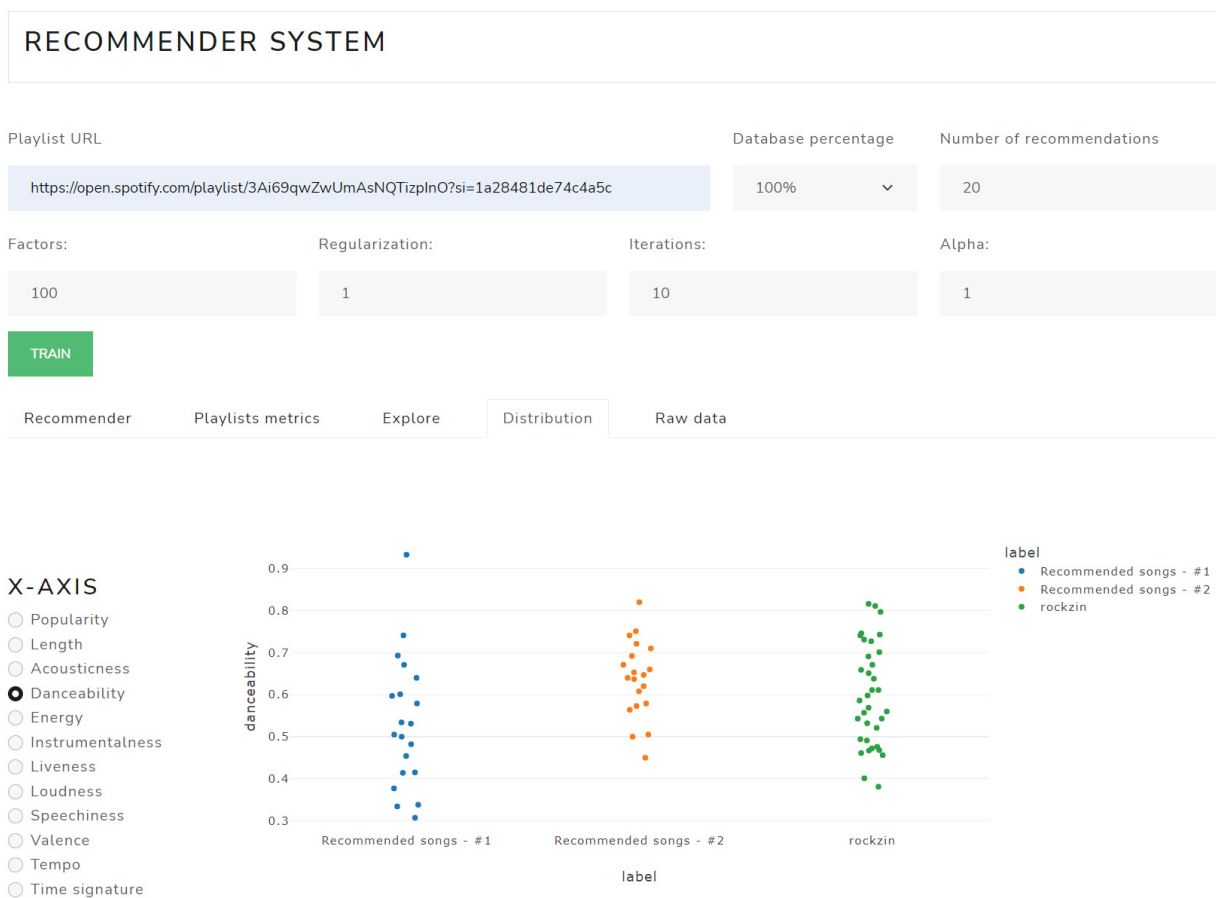 RECOMMENDER SYSTEM
Playlist URL
Database percentage
Number of recommendations
https://open.spotify.com/playlist/3Ai69qwZwUmAsNQTizpInO?si=1a28481de74c4a5c
100%
20
Factors:
Regularization:
Iterations:
Alpha:
100
1
10
1
TRAIN
Recommender
Playlists metrics
Explore
Distribution
Raw data
X-AXIS
Popularity
Length
Acousticness
Danceability
Energy
Instrumentalness
Liveness
Loudness
Speechiness
Valence
Tempo
Time signature
danceability
0.9
0.8
0.7
0.6
0.5
0.4
0.3
Recommended songs - #1
Recommended songs - #2
rockzin
label
label
Recommended songs - #1
Recommended songs - #2
rockzin